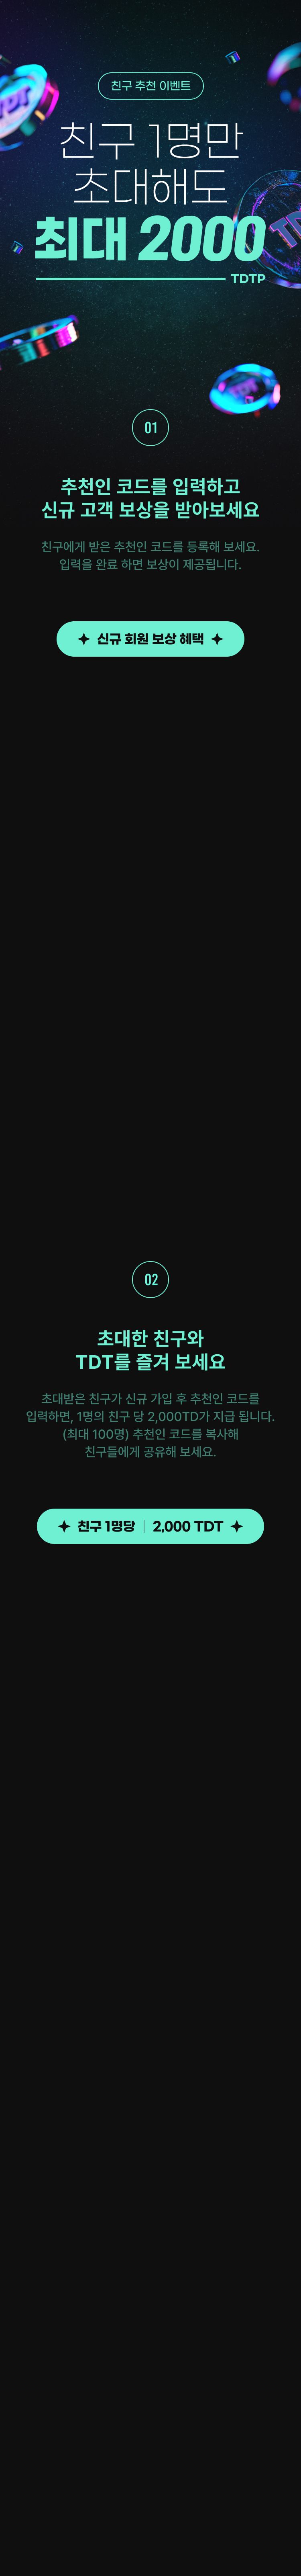 친구 추천 이벤트
친구 1명만
초대해도
최대 2000
TDTP
01
추천인 코드를 입력하고
신규 고객 보상을 받아보세요
친구에게 받은 추천인 코드를 등록해 보세요.
입력을 완료 하면 보상이 제공됩니다.
신규 회원 보상 혜택
02
초대한 친구와
TDT를 즐겨 보세요
초대받은 친구가 신규 가입 후 추천인 코드를
입력하면, 1명의 친구 당 2,000TD가 지급 됩니다.
(최대 100명) 추천인 코드를 복사해
친구들에게 공유해 보세요.
친구 1명당 | 2,000 TDT